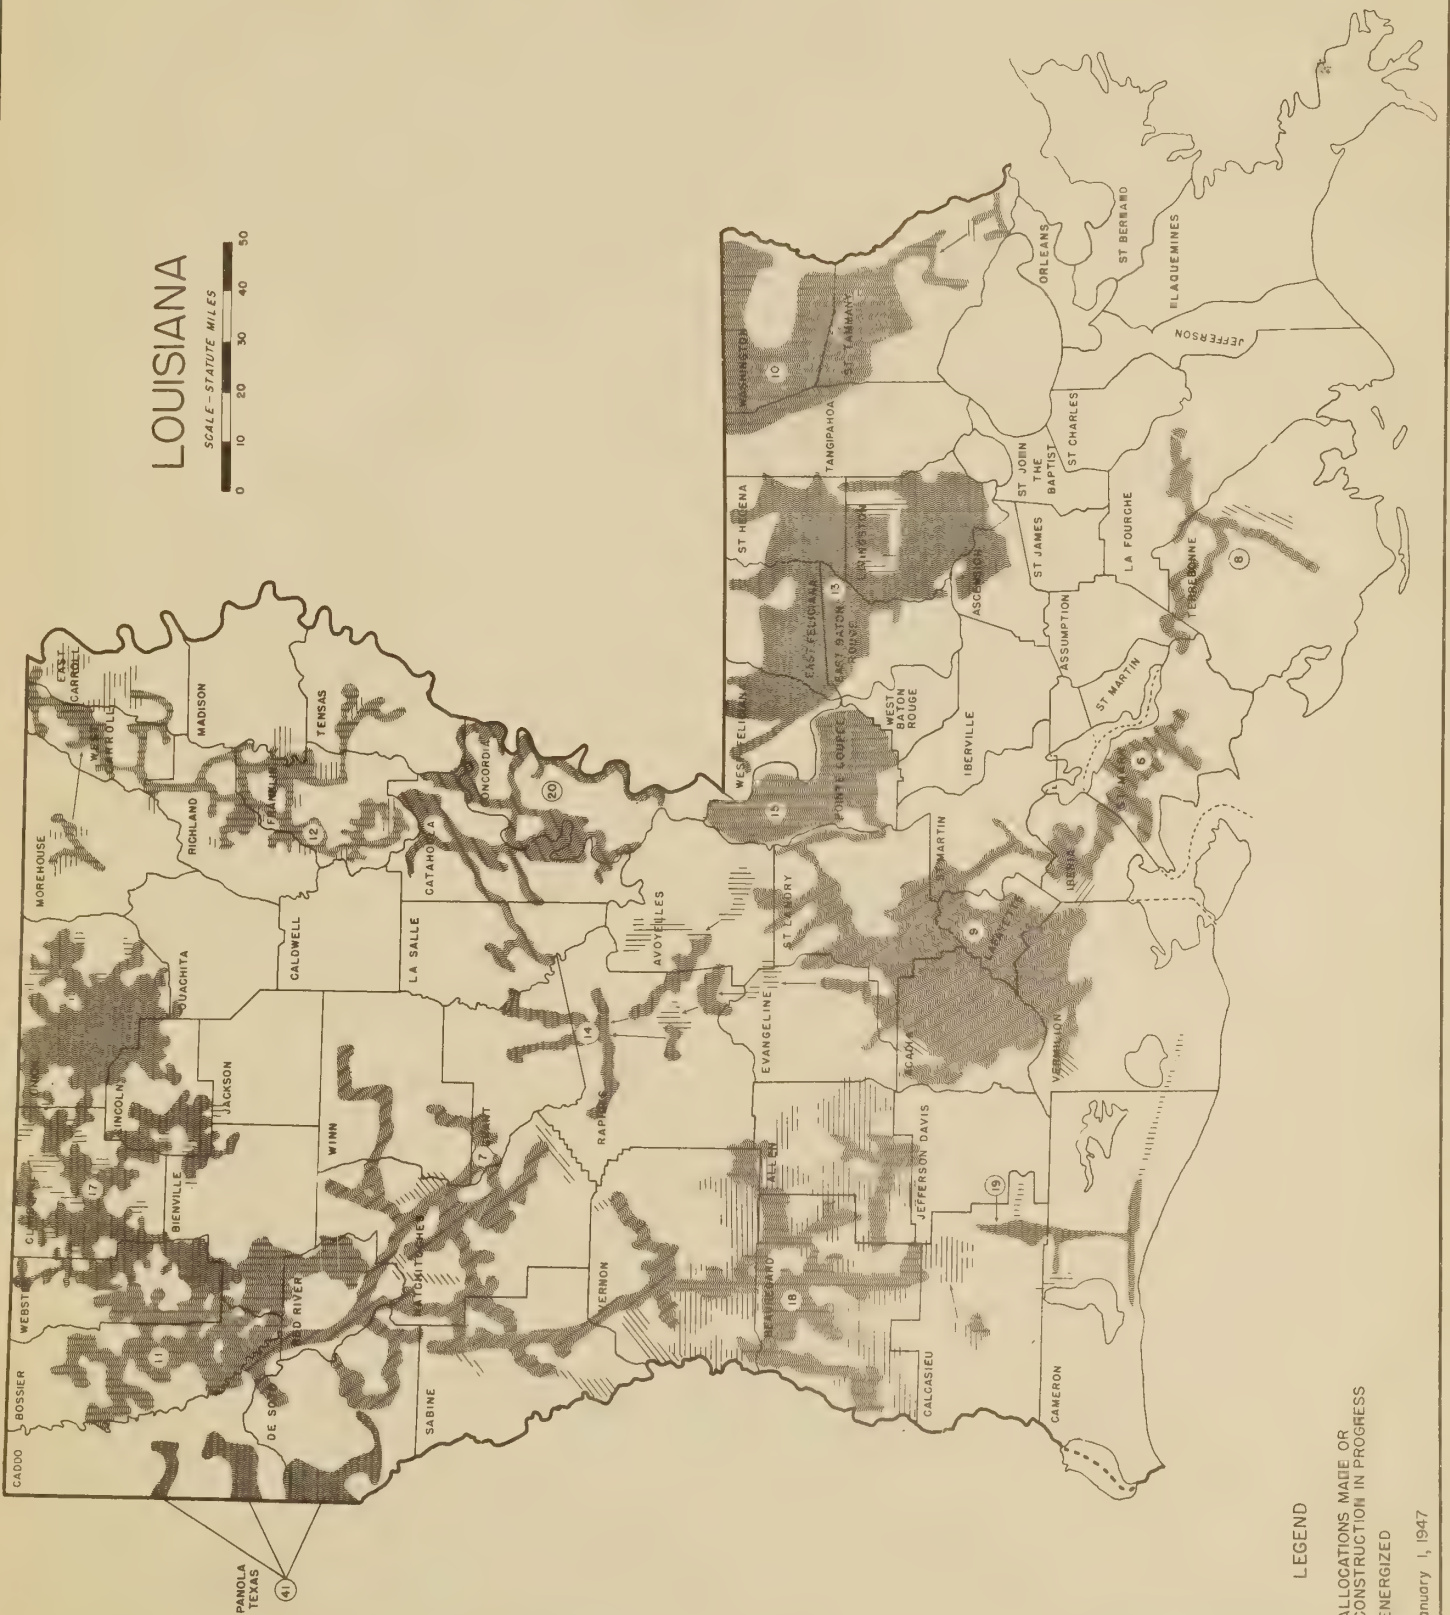 LOUISIANA
SCALE - STATUTE MILES
0 10 20 30 40 50
CADDO
BOSSIER
WEBSTER
UNION
MOREHOUSE
WEST
CARROLL
EAST
CARROLL
LINCOLN
OUACHITA
RICHLAND
MADISON
BIENVILLE
JACKSON
CALDWELL
FRANKLIN
TENSAS
DE SOTO
RED RIVER
WINN
LA SALLE
CATAHOULA
CONCORDIA
SABINE
NATCHITOCHES
GRANT
RAPIDES
AVOYELLES
VERNON
BEAUREGARD
ALLEN
EVANGELINE
ST LANDRY
POINTE COUPEE
EAST FELICIANA
ST HELENA
WASHINGTON
TANGIPAHOA
ST TAMMANY
LIVINGSTON
EAST BATON
ROUGE
WEST
BATON
ROUGE
CALCASIEU
JEFFERSON DAVIS
ACADIA
LAFAYETTE
ST MARTIN
IBERVILLE
ASCENSION
ST JAMES
ST JOHN
THE
BAPTIST
ST CHARLES
ORLEANS
ST BERNARD
PLAQUEMINES
JEFFERSON
LA FOURCHE
TERREBONNE
ASSUMPTION
ST MARTIN
ST MARY
IBERIA
VERMILION
CAMERON
PANOLA
TEXAS
41
17
11
12
20
7
14
15
13
10
18
19
9
6
8
LEGEND
ALLOCATIONS MADE OR
CONSTRUCTION IN PROGRESS
ENERGIZED